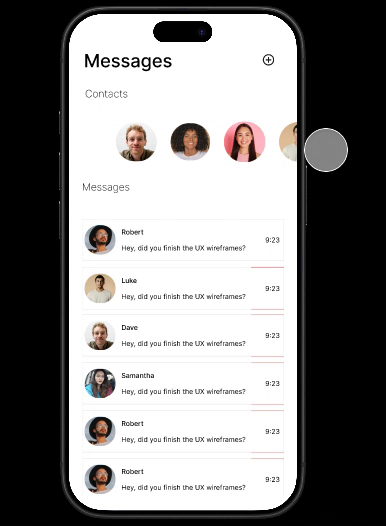 Messages
Contacts
Messages
Robert
Hey, did you finish the UX wireframes?
9:23
Luke
Hey, did you finish the UX wireframes?
9:23
Dave
Hey, did you finish the UX wireframes?
9:23
Samantha
Hey, did you finish the UX wireframes?
9:23
Robert
Hey, did you finish the UX wireframes?
9:23
Robert
Hey, did you finish the UX wireframes?
9:23